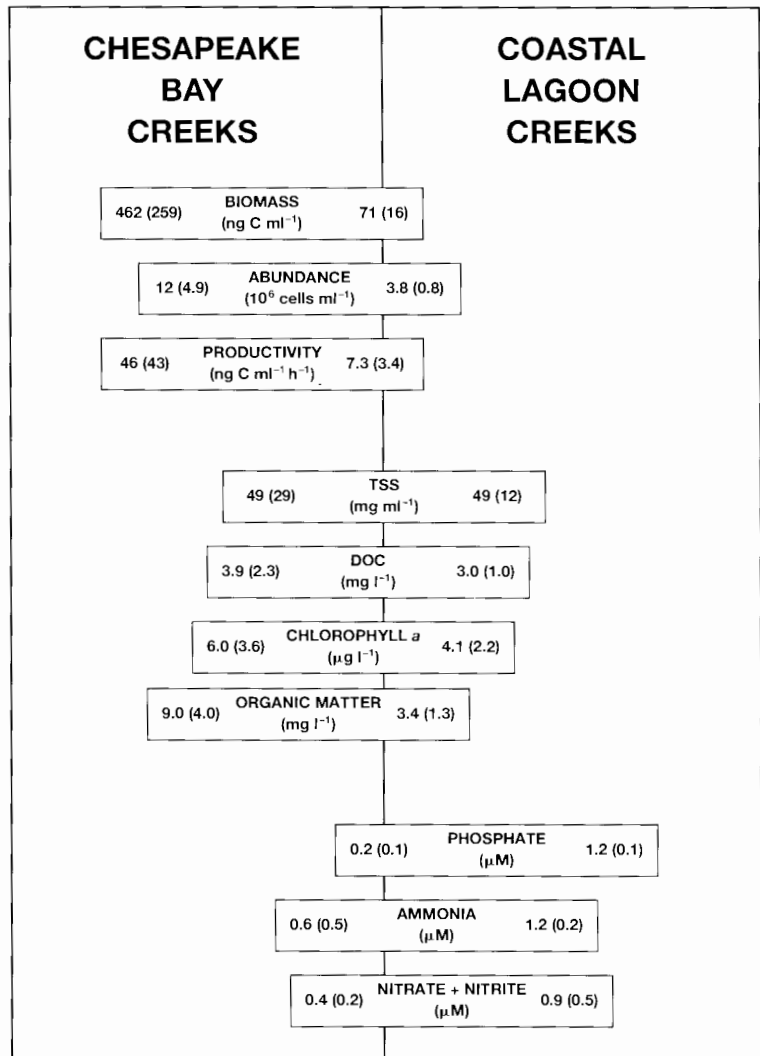 CHESAPEAKE
BAY
CREEKS
COASTAL
LAGOON
CREEKS
462 (259) BIOMASS 71 (16)
(ng C ml⁻¹)
12 (4.9) ABUNDANCE 3.8 (0.8)
(10⁶ cells ml⁻¹)
46 (43) PRODUCTIVITY 7.3 (3.4)
(ng C ml⁻¹ h⁻¹)
49 (29) TSS 49 (12)
(mg ml⁻¹)
3.9 (2.3) DOC 3.0 (1.0)
(mg l⁻¹)
6.0 (3.6) CHLOROPHYLL a 4.1 (2.2)
(μg l⁻¹)
9.0 (4.0) ORGANIC MATTER 3.4 (1.3)
(mg l⁻¹)
0.2 (0.1) PHOSPHATE 1.2 (0.1)
(μM)
0.6 (0.5) AMMONIA 1.2 (0.2)
(μM)
0.4 (0.2) NITRATE + NITRITE 0.9 (0.5)
(μM)